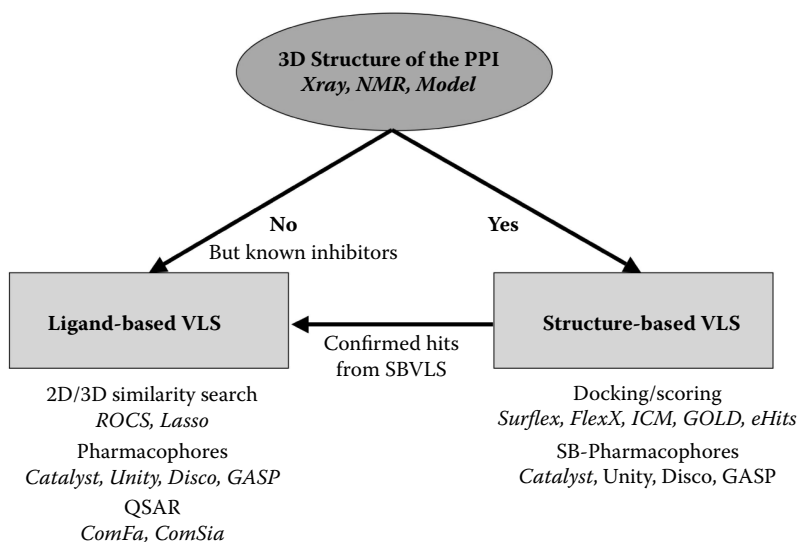 3D Structure of the PPI
Xray, NMR, Model
No
But known inhibitors
Yes
Ligand-based VLS
Confirmed hits
from SBVLS
Structure-based VLS
2D/3D similarity search
ROCS, Lasso
Pharmacophores
Catalyst, Unity, Disco, GASP
QSAR
ComFa, ComSia
Docking/scoring
Surflex, FlexX, ICM, GOLD, eHits
SB-Pharmacophores
Catalyst, Unity, Disco, GASP